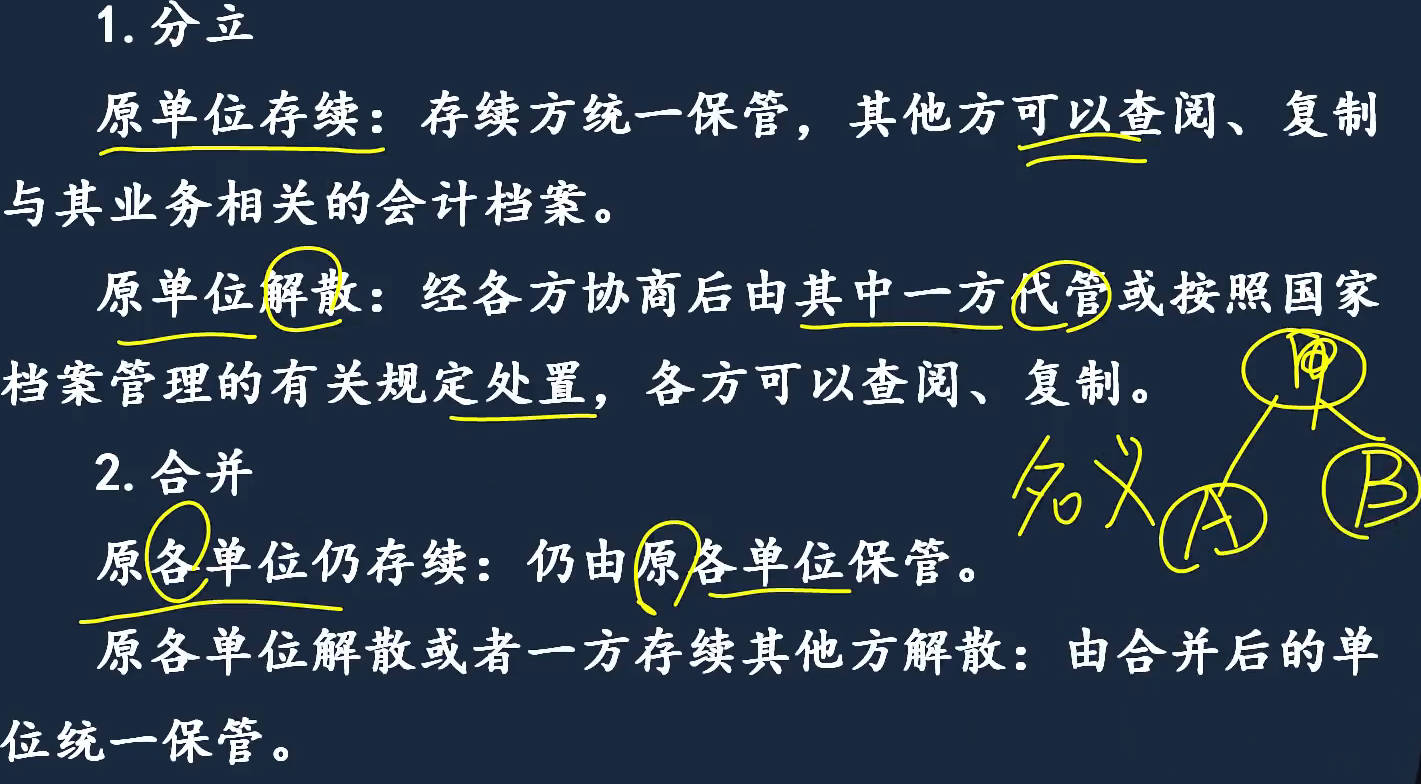 1.分立
原单位存续：存续方统一保管，其他方可以查阅、复制
与其业务相关的会计档案。
原单位解散：经各方协商后由其中一方代管或按照国家
档案管理的有关规定处置，各方可以查阅、复制。
甲
2.合并
名义 A B
原各单位仍存续：仍由原各单位保管。
原各单位解散或者一方存续其他方解散：由合并后的单
位统一保管。